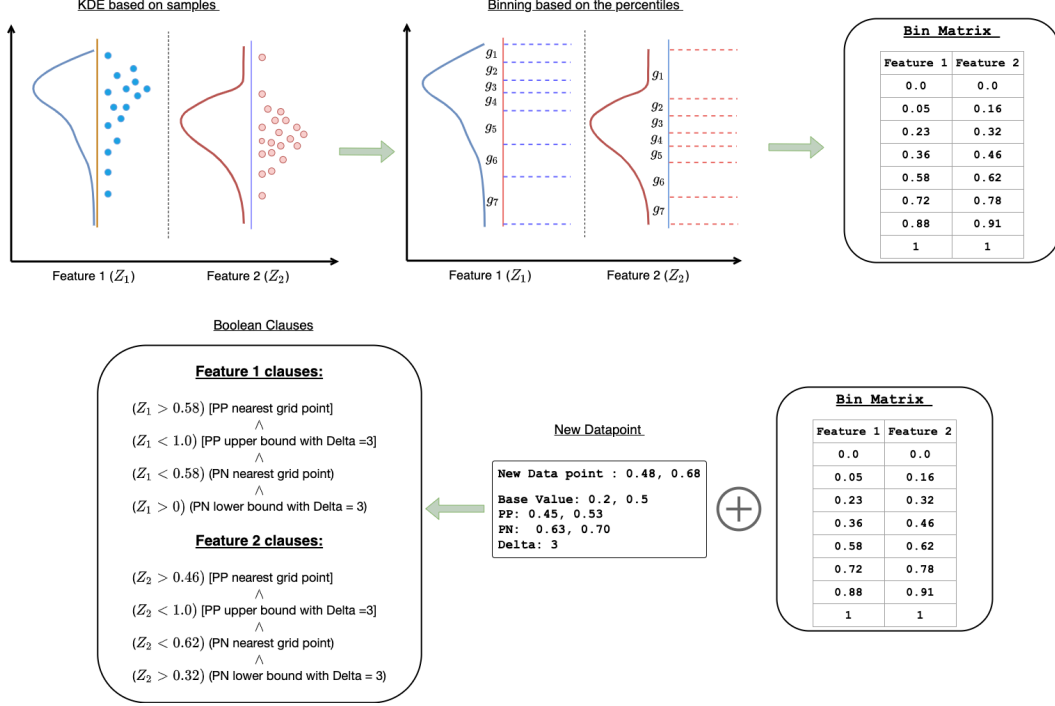 KDE based on samples
Feature 1 (Z₁)
Feature 2 (Z₂)
Binning based on the percentiles
g₁
g₂
g₃
g₄
g₅
g₆
g₇
g₁
g₂
g₃
g₄
g₅
g₆
g₇
Feature 1 (Z₁)
Feature 2 (Z₂)
Bin Matrix
Feature 1 Feature 2
0.0 0.0
0.05 0.16
0.23 0.32
0.36 0.46
0.58 0.62
0.72 0.78
0.88 0.91
1 1
Boolean Clauses
Feature 1 clauses:
(Z₁ > 0.58) [PP nearest grid point]
∧
(Z₁ < 1.0) [PP upper bound with Delta =3]
∧
(Z₁ < 0.58) (PN nearest grid point)
∧
(Z₁ > 0) (PN lower bound with Delta = 3)
Feature 2 clauses:
(Z₂ > 0.46) [PP nearest grid point]
∧
(Z₂ < 1.0) [PP upper bound with Delta =3]
∧
(Z₂ < 0.62) (PN nearest grid point)
∧
(Z₂ > 0.32) (PN lower bound with Delta = 3)
New Datapoint
New Data point : 0.48, 0.68
Base Value: 0.2, 0.5
PP: 0.45, 0.53
PN: 0.63, 0.70
Delta: 3
Bin Matrix
Feature 1 Feature 2
0.0 0.0
0.05 0.16
0.23 0.32
0.36 0.46
0.58 0.62
0.72 0.78
0.88 0.91
1 1